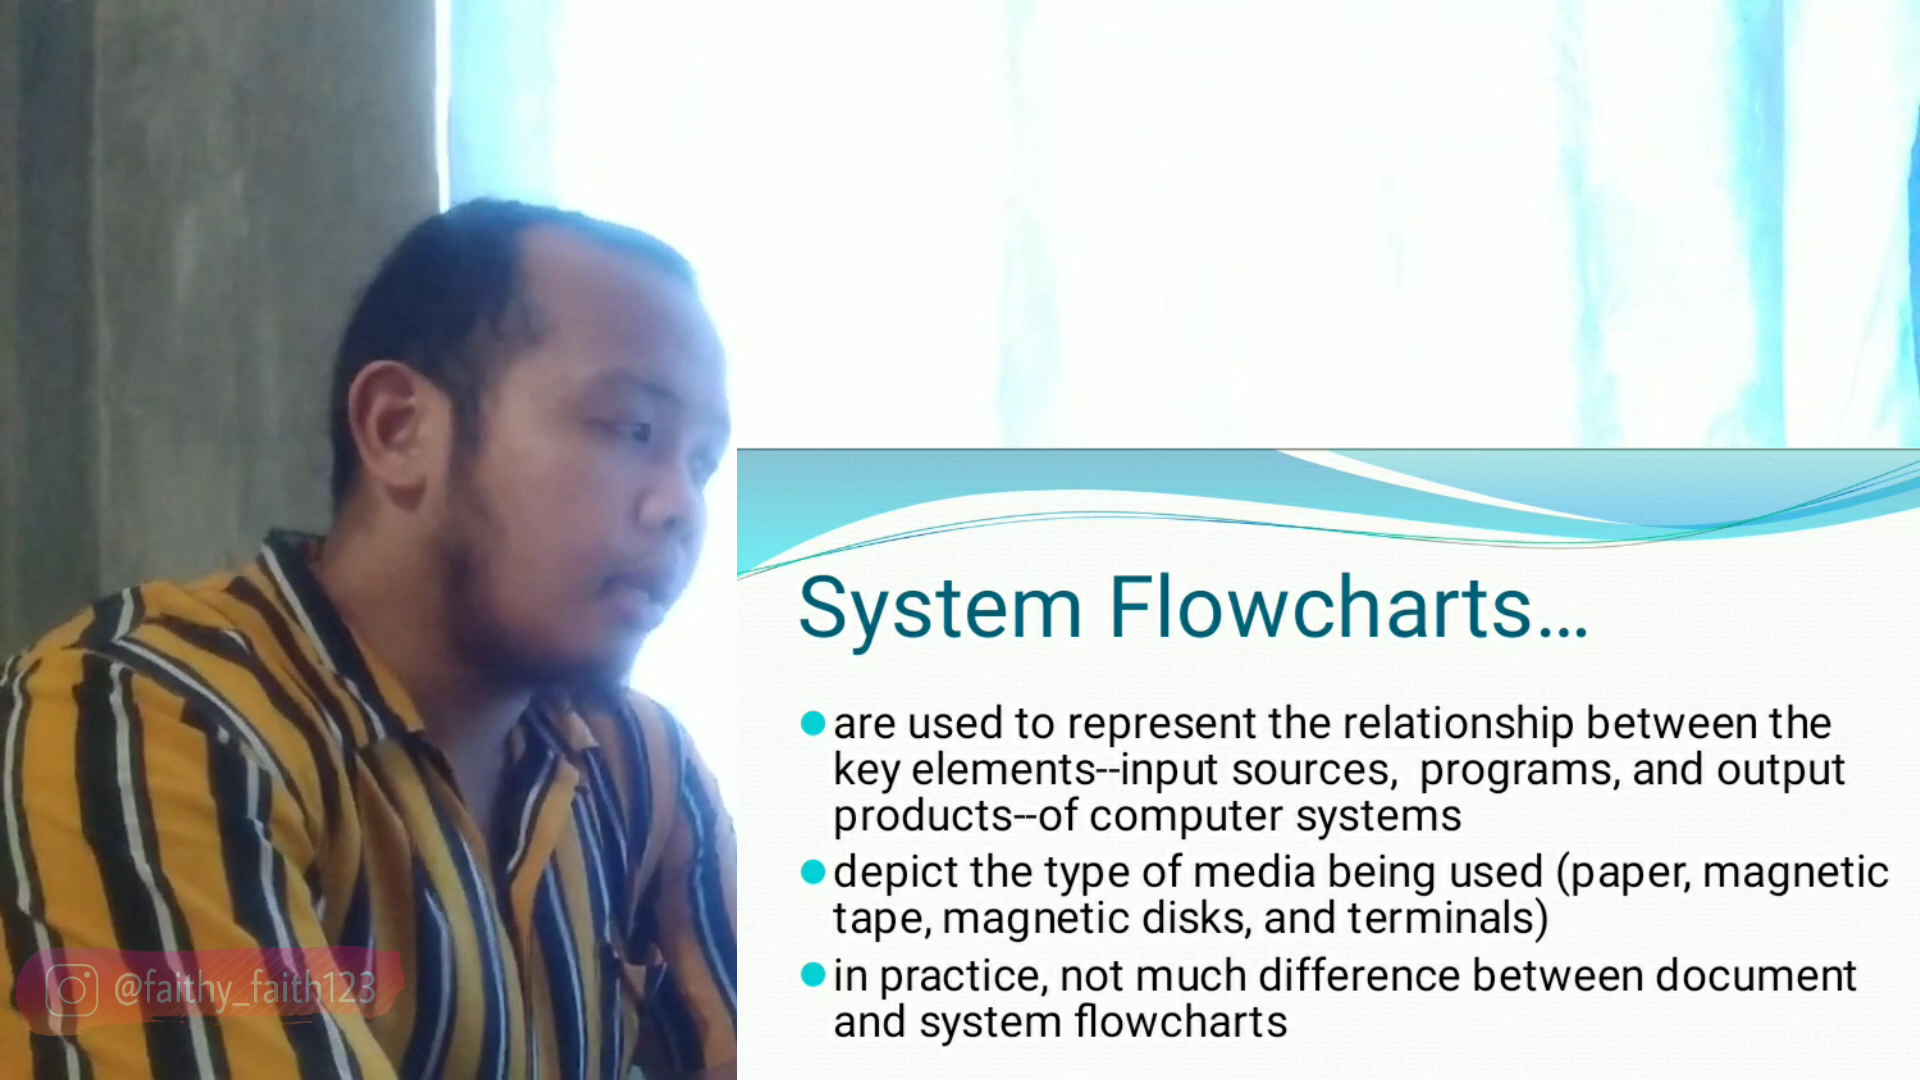 System Flowcharts...
are used to represent the relationship between the
key elements--input sources,  programs, and output
products--of computer systems
depict the type of media being used (paper, magnetic
tape, magnetic disks, and terminals)
in practice, not much difference between document
and system flowcharts
@faithy_faith123